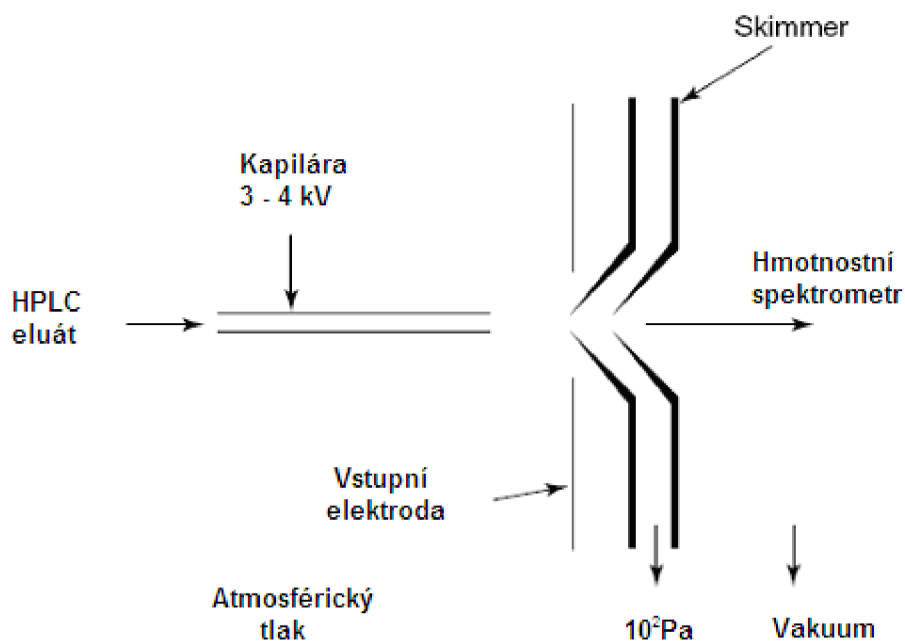 Skimmer
Kapilára
3 - 4 kV
HPLC
eluát
Hmotnostní
spektrometr
Vstupní
elektroda
Atmosférický
tlak
10²Pa
Vakuum